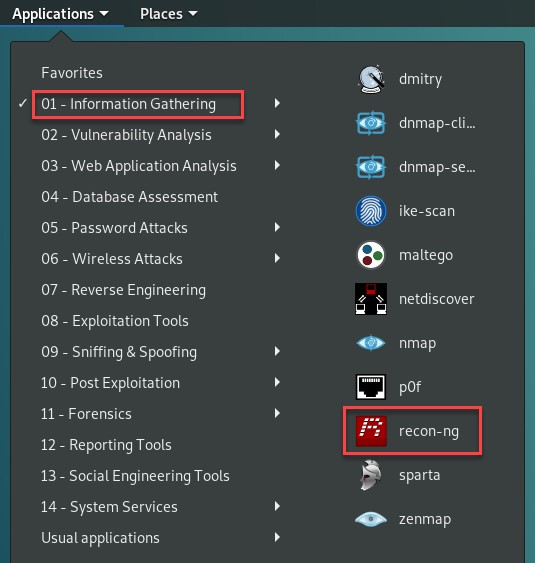 Applications Places
Favorites
01 - Information Gathering
02 - Vulnerability Analysis
03 - Web Application Analysis
04 - Database Assessment
05 - Password Attacks
06 - Wireless Attacks
07 - Reverse Engineering
08 - Exploitation Tools
09 - Sniffing & Spoofing
10 - Post Exploitation
11 - Forensics
12 - Reporting Tools
13 - Social Engineering Tools
14 - System Services
Usual applications
dmitry
dnmap-cli...
dnmap-se...
ike-scan
maltego
netdiscover
nmap
p0f
recon-ng
sparta
zenmap